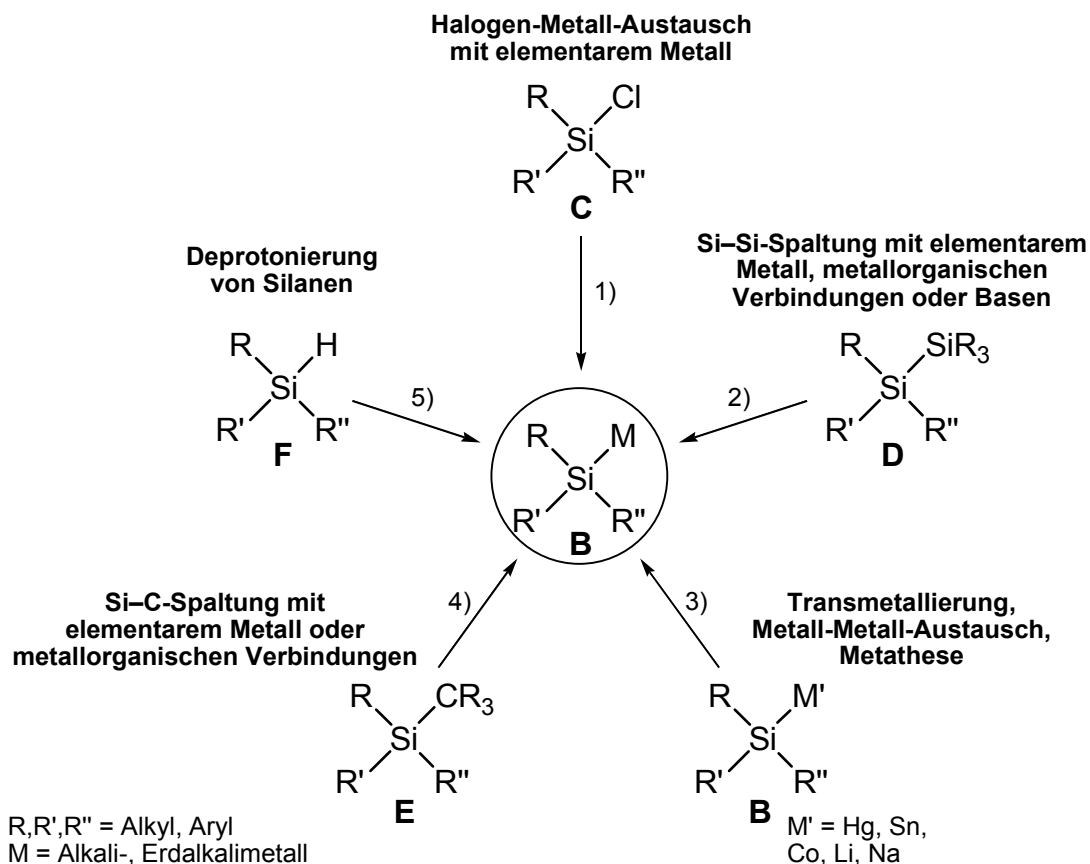 Halogen-Metall-Austausch
mit elementarem Metall
R Cl
Si
R' R"
C
1)
Deprotonierung
von Silanen
R H
Si
R' R"
F
5)
Si–Si-Spaltung mit elementarem
Metall, metallorganischen
Verbindungen oder Basen
R SiR3
Si
R' R"
D
2)
R M
Si
R' R"
B
Si–C-Spaltung mit
elementarem Metall oder
metallorganischen Verbindungen
4)
R CR3
Si
R' R"
E
3)
Transmetallierung,
Metall-Metall-Austausch,
Metathese
R M'
Si
R' R"
B
R,R',R" = Alkyl, Aryl
M = Alkali-, Erdalkalimetall
M' = Hg, Sn,
Co, Li, Na